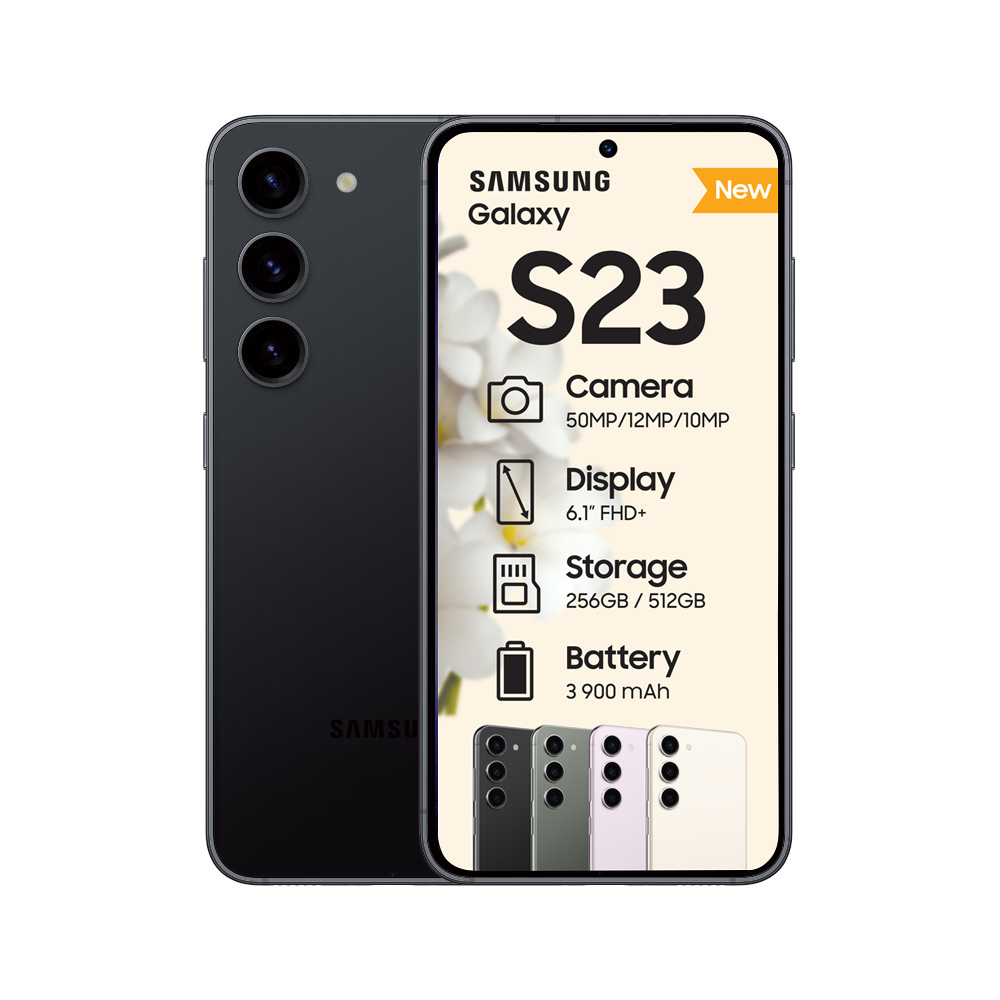 SAMSUNG
Galaxy
New
S23
Camera
50MP/12MP/10MP
Display
6.1” FHD+
Storage
256GB / 512GB
Battery
3 900 mAh
SAMSU